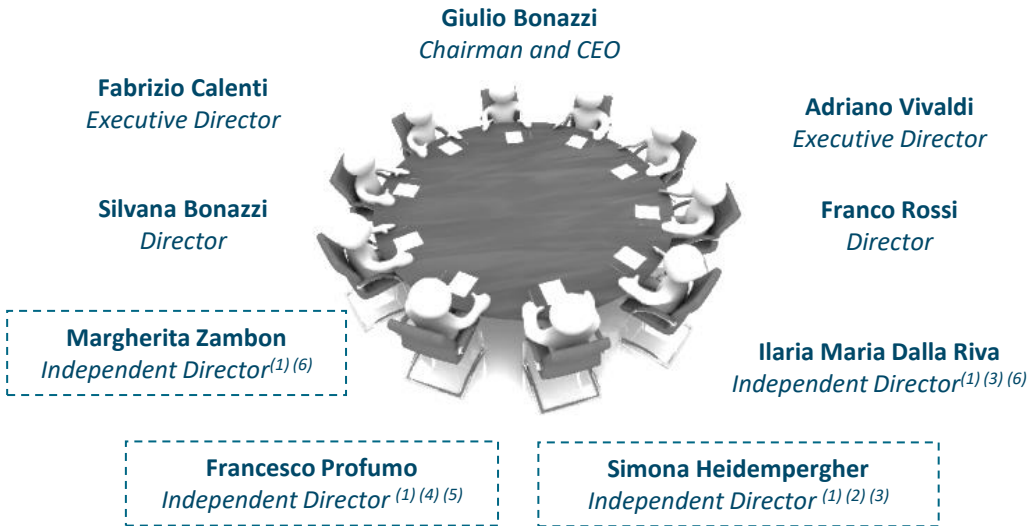 Giulio Bonazzi
Chairman and CEO
Fabrizio Calenti
Executive Director
Adriano Vivaldi
Executive Director
Silvana Bonazzi
Director
Franco Rossi
Director
Margherita Zambon
Independent Director(1) (6)
Ilaria Maria Dalla Riva
Independent Director(1) (3) (6)
Francesco Profumo
Independent Director (1) (4) (5)
Simona Heidempergher
Independent Director (1) (2) (3)